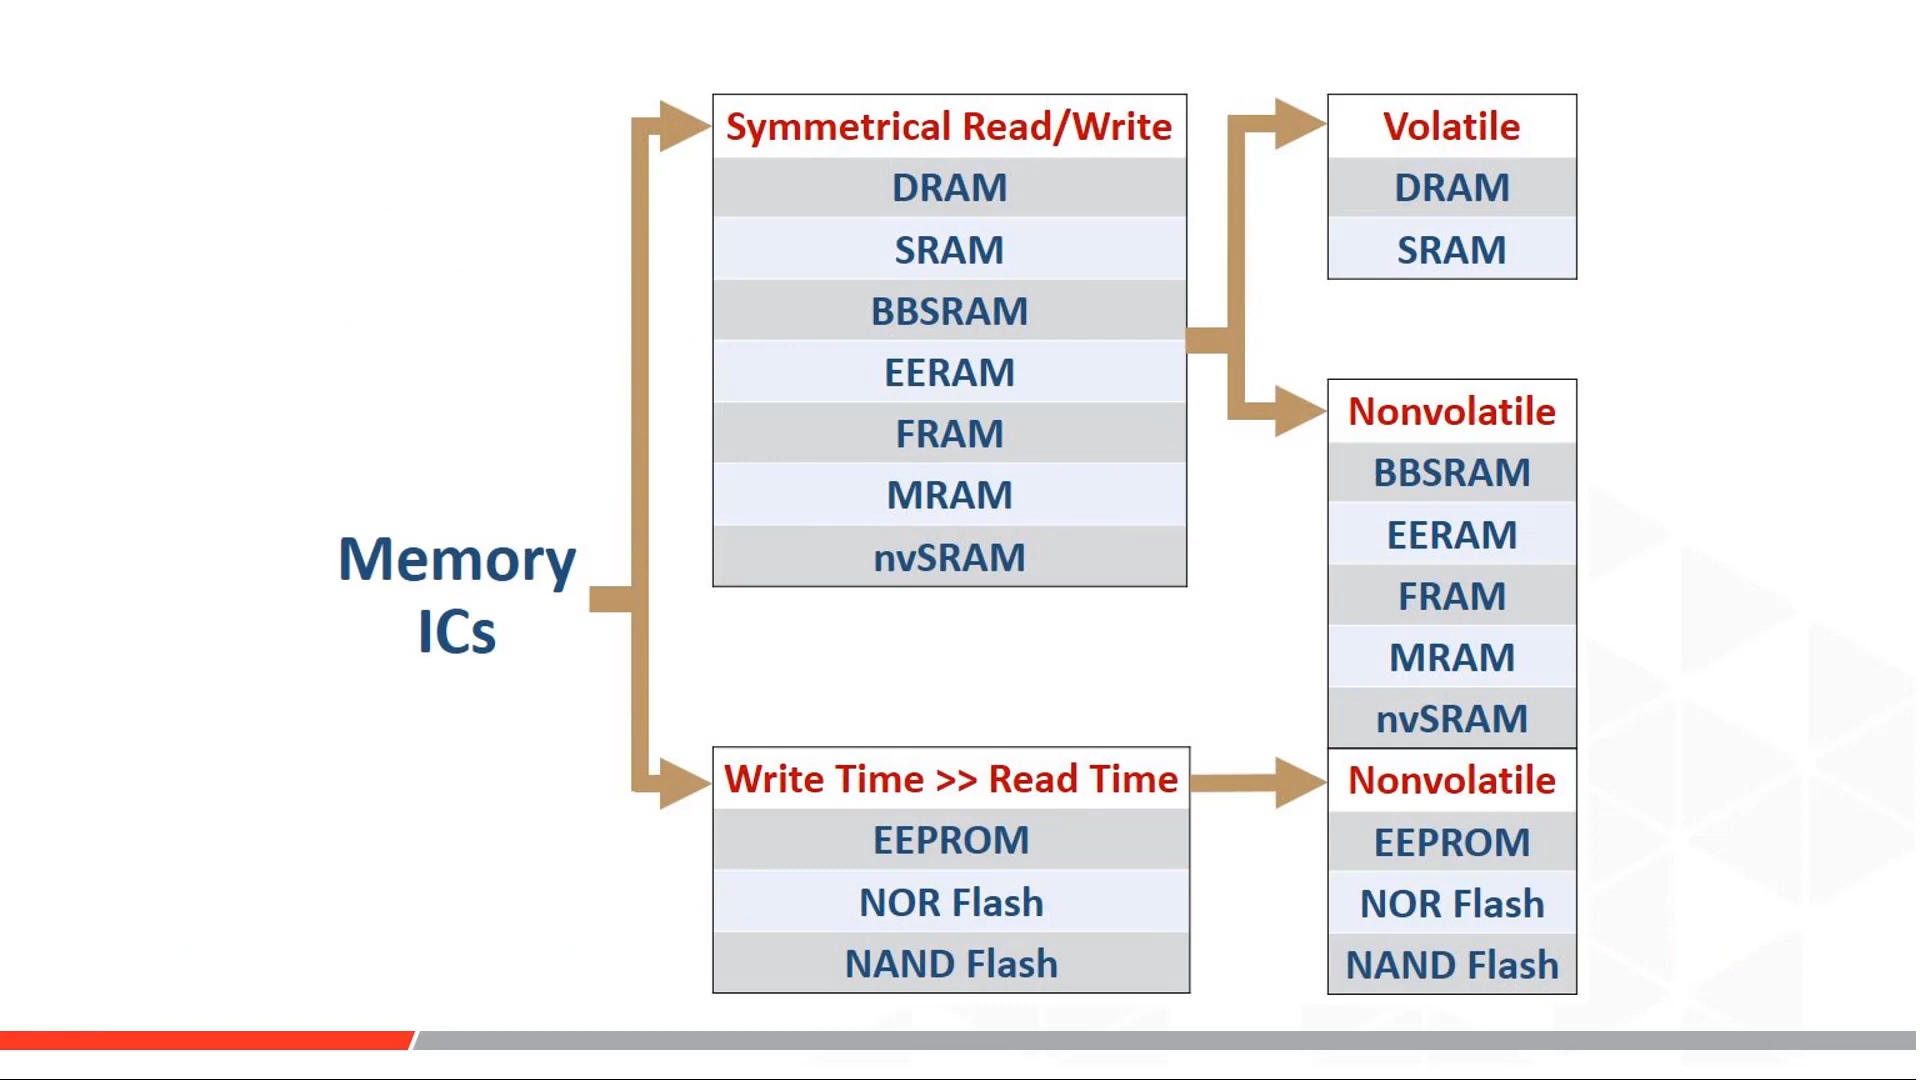 Memory
ICs
Symmetrical Read/Write
DRAM
SRAM
BBSRAM
EERAM
FRAM
MRAM
nvSRAM
Write Time >> Read Time
EEPROM
NOR Flash
NAND Flash
Volatile
DRAM
SRAM
Nonvolatile
BBSRAM
EERAM
FRAM
MRAM
nvSRAM
Nonvolatile
EEPROM
NOR Flash
NAND Flash